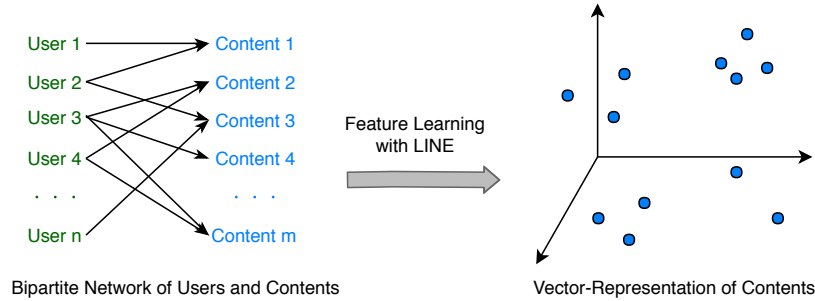 User 1
Content 1
User 2
Content 2
User 3
Content 3
User 4
Content 4
. . .
. . .
User n
Content m
Feature Learning
with LINE
Bipartite Network of Users and Contents
Vector-Representation of Contents